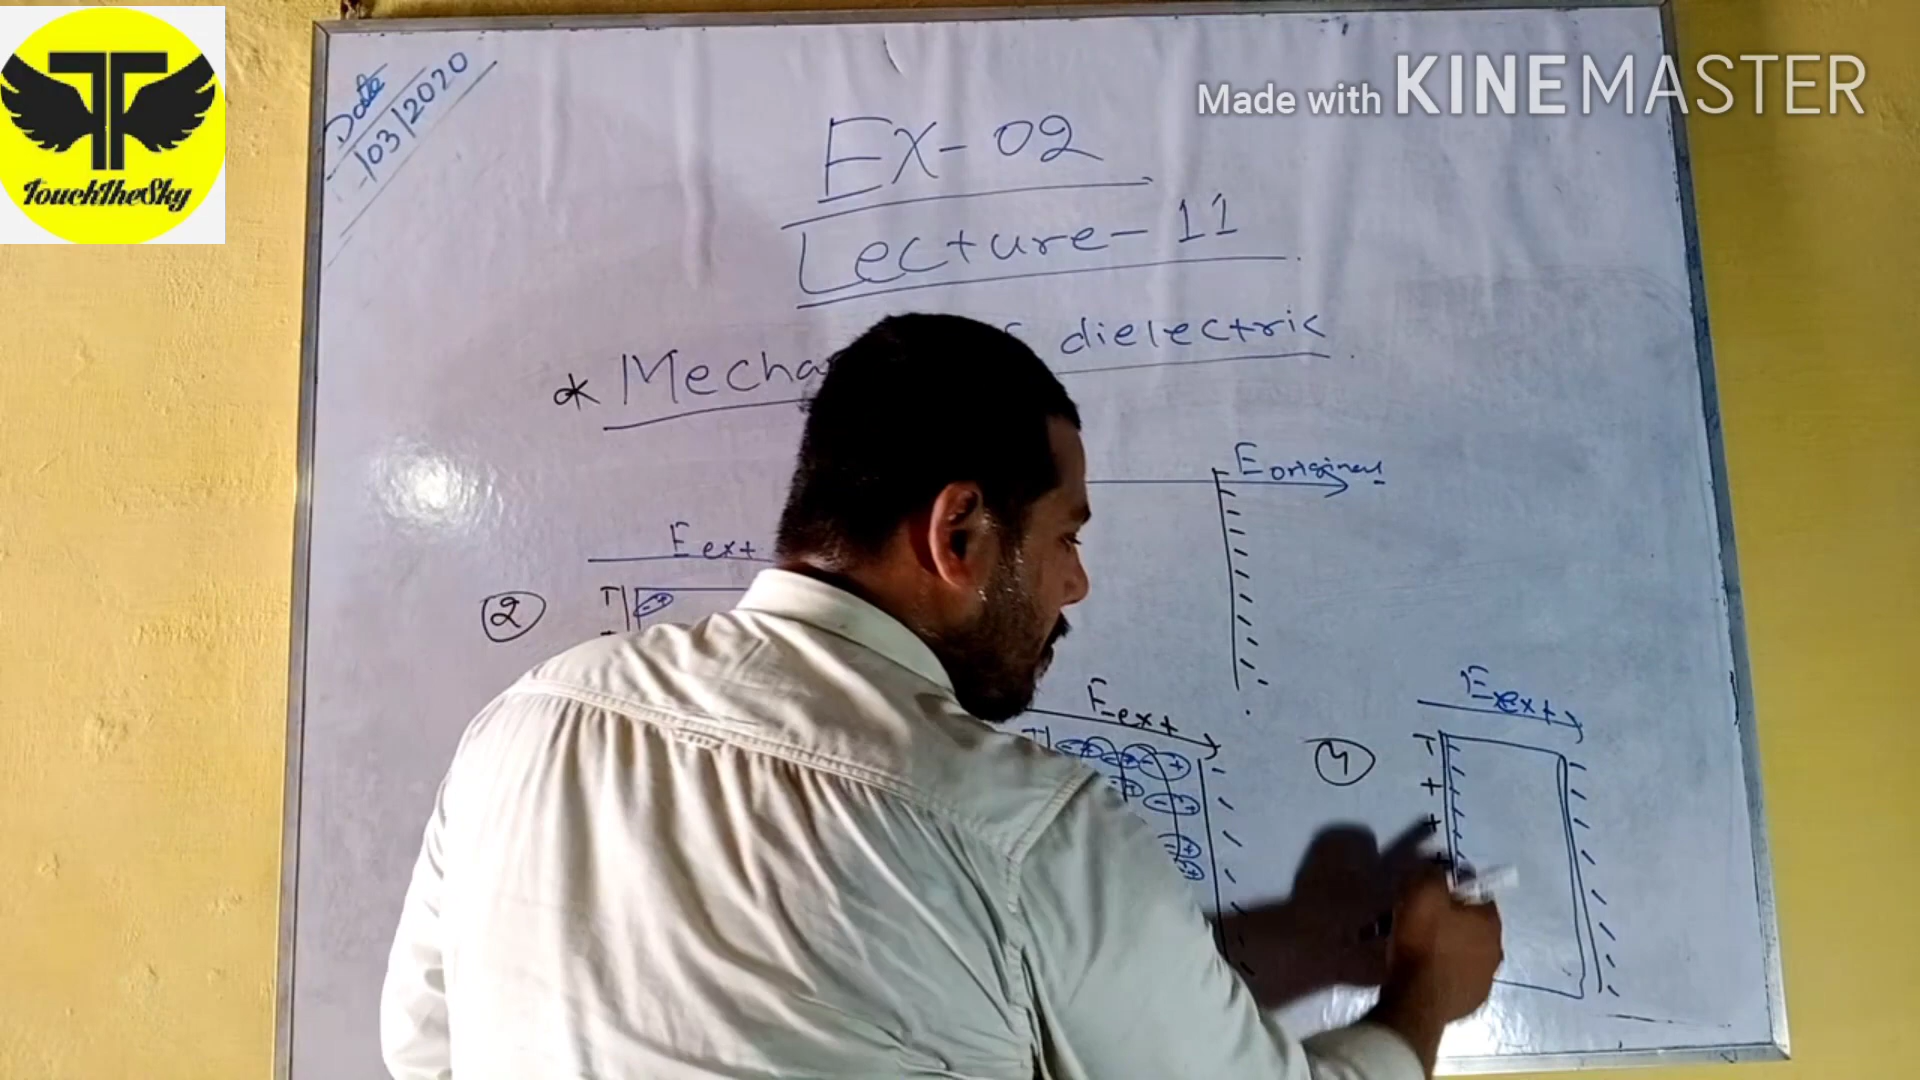 TouchTheSky
Made with KINEMASTER
Date
/03/2020
EX-02
Lecture-11
* Mecha dielectric
E original
E ext
2
E ext
E ext
4